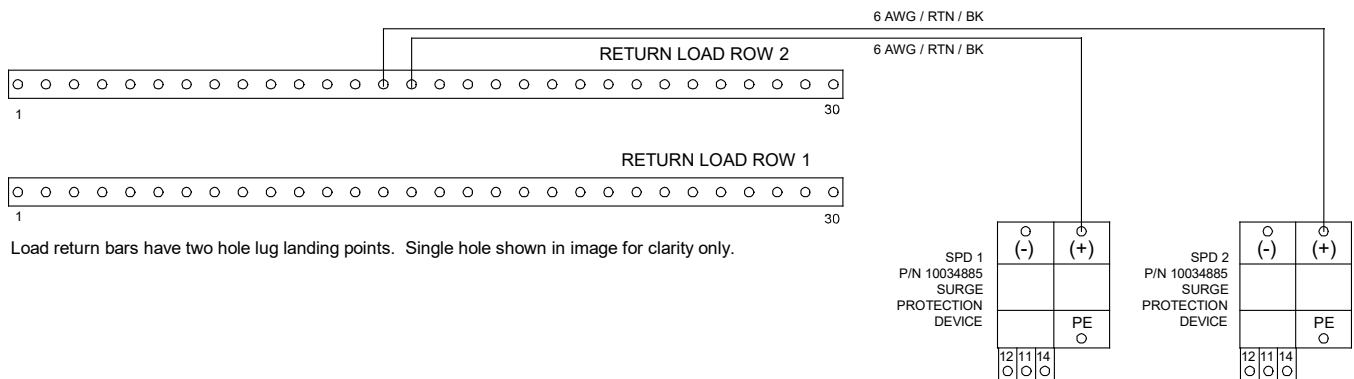 6 AWG / RTN / BK
6 AWG / RTN / BK
RETURN LOAD ROW 2
1
30
RETURN LOAD ROW 1
1
30
Load return bars have two hole lug landing points. Single hole shown in image for clarity only.
SPD 1
P/N 10034885
SURGE
PROTECTION
DEVICE
(-) (+)
PE
12 11 14
SPD 2
P/N 10034885
SURGE
PROTECTION
DEVICE
(-) (+)
PE
12 11 14